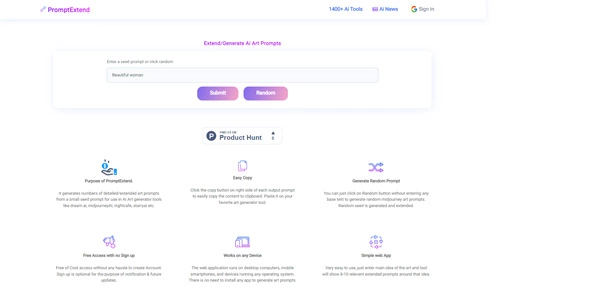 PromptExtend
1400+ Ai Tools
Ai News
Sign In
Extend/Generate Ai Art Prompts
Enter a seed prompt or click random
Beautiful woman
Submit
Random
FIND US ON
Product Hunt
Purpose of PromptExtend.
It generates numbers of detailed/extended art prompts
from a small seed prompt for use in Ai Art generator tools
like dream ai, midjourneyAi, nightcafe, starryai etc.
Easy Copy
Click the copy button on right side of each output prompt
to easily copy the content to clipboard. Paste it on your
favorite art generator tool.
Generate Random Prompt
You can just click on Random button without entering any
base text to generate random midjourney art prompts.
Random seed is generated and extended.
Free Access with no Sign up
Free of Cost access without any hassle to create Account.
Sign up is optional for the purpose of notification & future
updates.
Works on any Device
The web application runs on desktop computers, mobile
smartphones, and devices running any operating system.
There is no need to install any app to generate art prompts.
Simple web App
Very easy to use, just enter main idea of the art and tool
will show 8-10 relevant extended prompts around that idea.